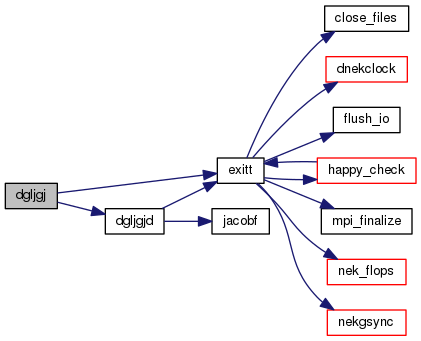 close_files
dnekclock
flush_io
exitt
happy_check
dgljgj
dgljgjd
jacobf
mpi_finalize
nek_flops
nekgsync